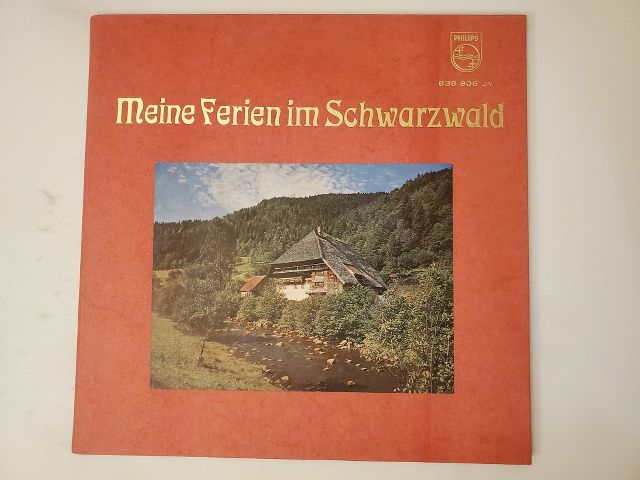 PHILIPS
838 806 JY
Meine Ferien im Schwarzwald